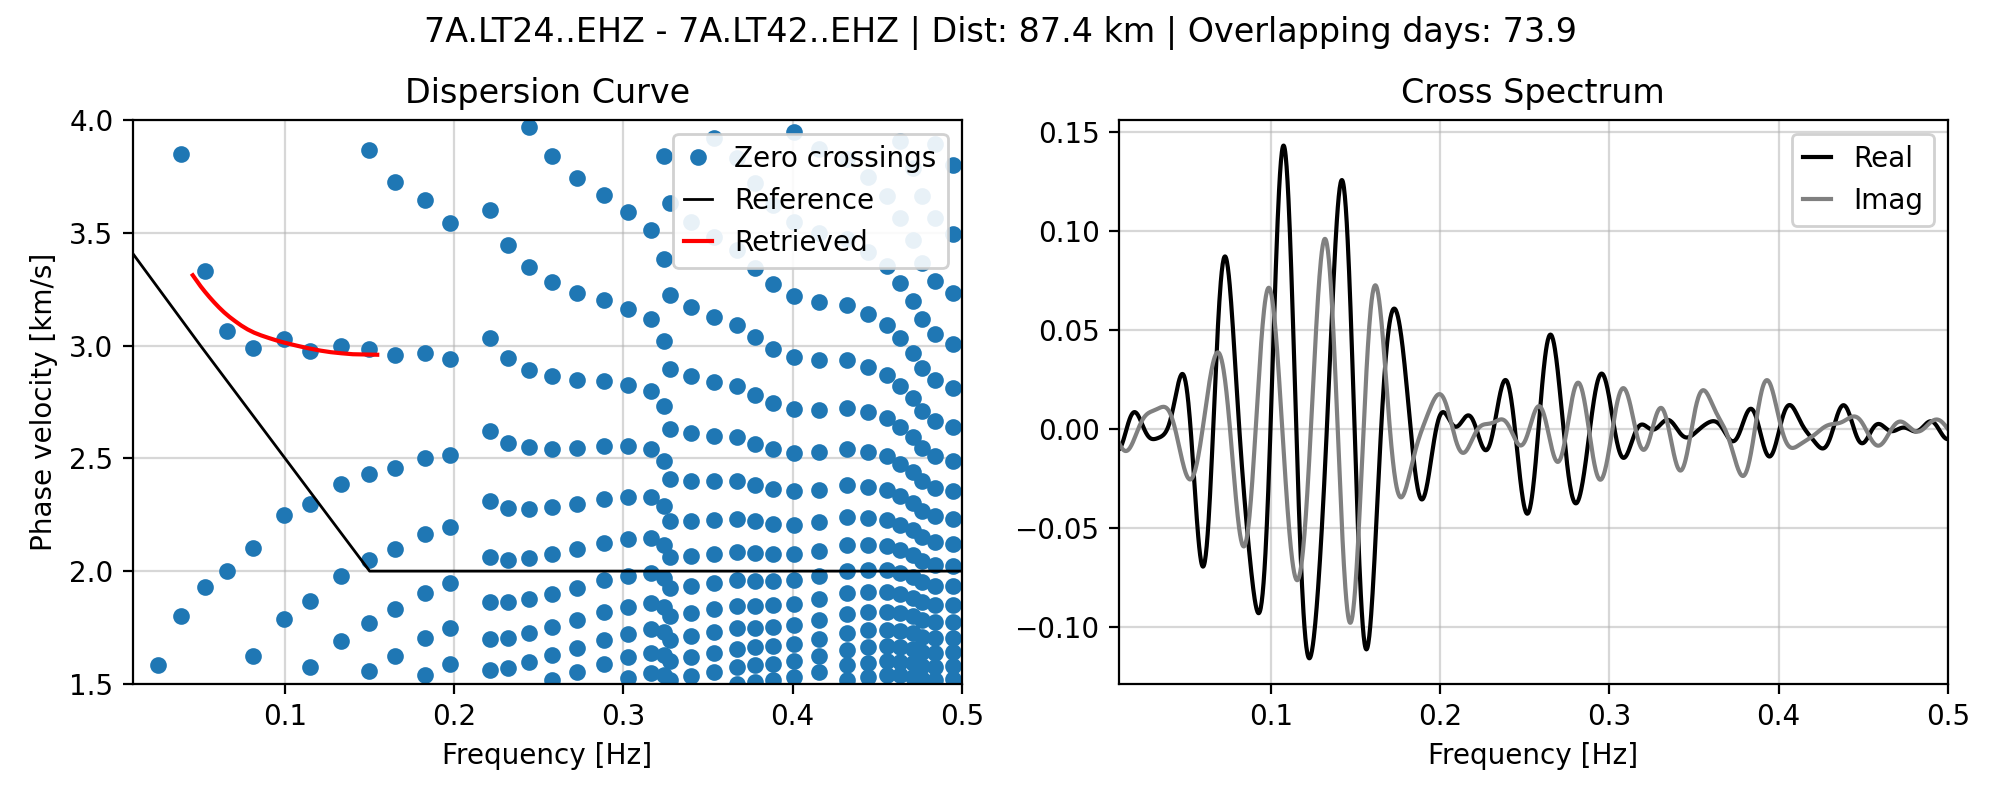 7A.LT24..EHZ - 7A.LT42..EHZ | Dist: 87.4 km | Overlapping days: 73.9
Dispersion Curve
4.0
3.5
3.0
2.5
2.0
1.5
Phase velocity [km/s]
0.1
0.2
0.3
0.4
0.5
Frequency [Hz]
Zero crossings
Reference
Retrieved
Cross Spectrum
0.15
0.10
0.05
0.00
−0.05
−0.10
0.1
0.2
0.3
0.4
0.5
Frequency [Hz]
Real
Imag